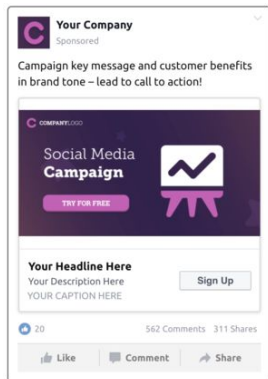 Your Company
Sponsored
Campaign key message and customer benefits
in brand tone – lead to call to action!
C COMPANYLOGO
Social Media
Campaign
TRY FOR FREE
Your Headline Here
Your Description Here
Sign Up
YOUR CAPTION HERE
20
562 Comments 311 Shares
Like
Comment
Share